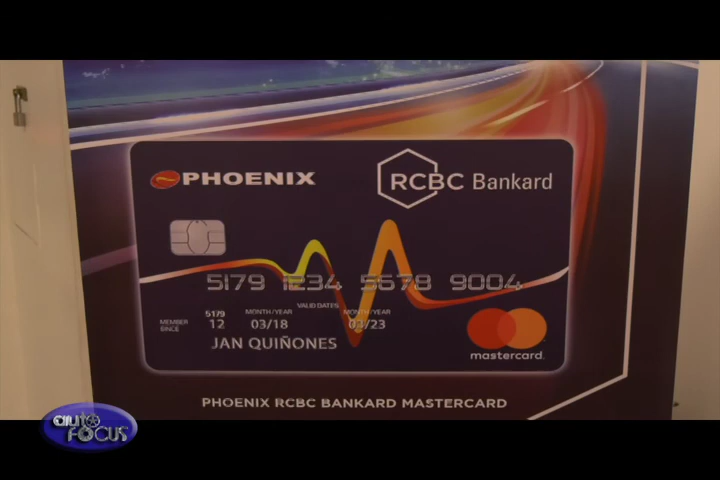 PHOENIX
RCBC Bankard
5179 1234 5678 9004
5179
MONTH/YEAR
VALID DATES
MONTH/YEAR
MEMBER
SINCE
12
03/18
03/23
JAN QUIÑONES
mastercard.
PHOENIX RCBC BANKARD MASTERCARD
auto
FOCUS